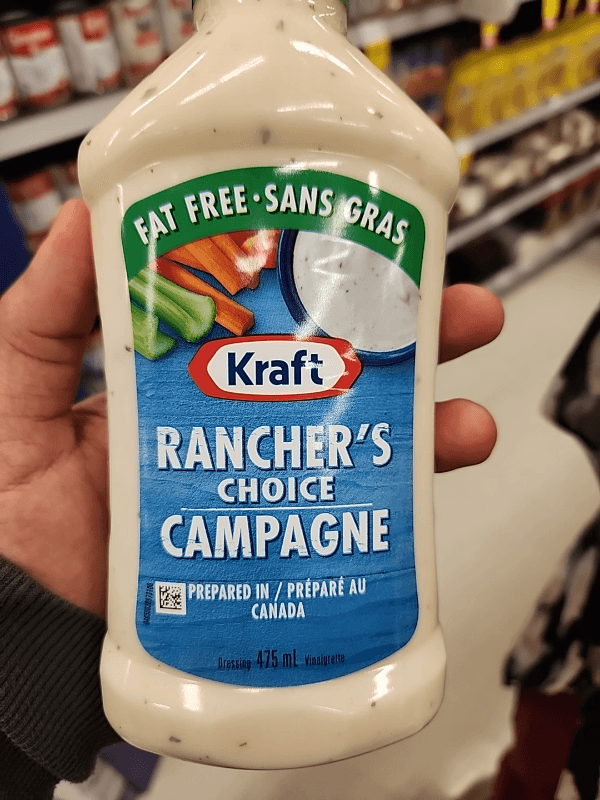 FAT FREE·SANS GRAS
Kraft
RANCHER'S
CHOICE
CAMPAGNE
PREPARED IN / PRÉPARÉ AU
CANADA
Dressing 475 mL Vinaigrette